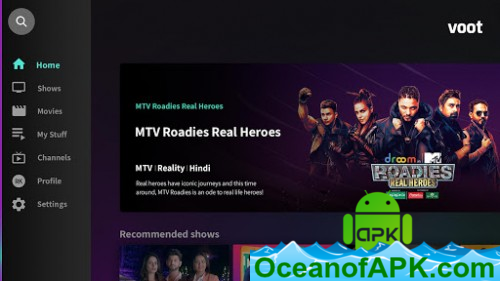 voot
Home
Shows
Movies
My Stuff
Channels
Profile
Settings
MTV Roadies Real Heroes
MTV Roadies Real Heroes
MTV | Reality | Hindi
Real heroes have iconic journeys and this time
around, MTV Roadies is an ode to real life heroes!
droom
MTV
ROADIES
REAL HEROES
Recommended shows
APK
OceanofAPK.com